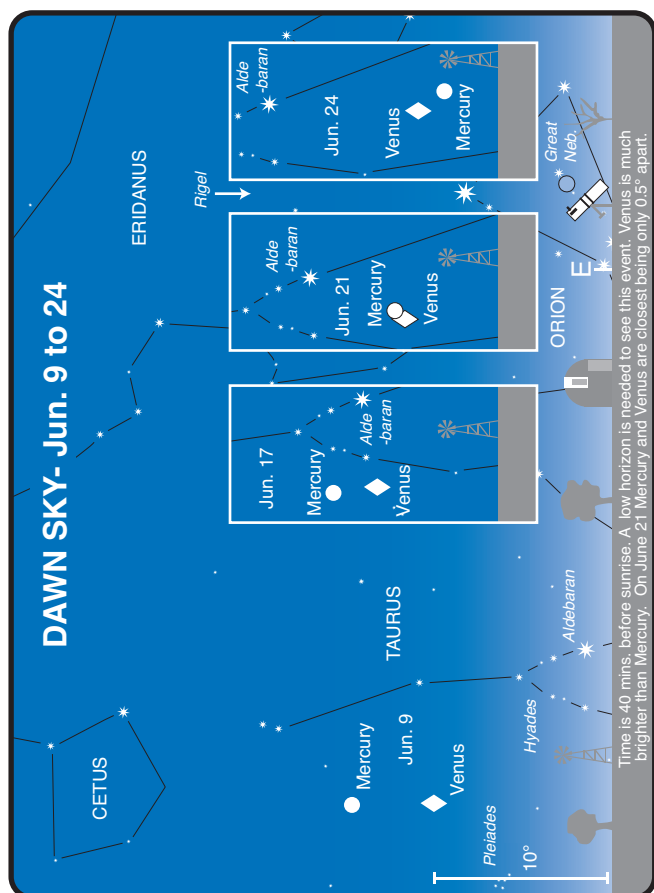 DAWN SKY- Jun. 9 to 24
CETUS
ERIDANUS
Rigel
Mercury
Jun. 9
Venus
TAURUS
Jun. 17
Mercury
Venus
Alde
-baran
Jun. 21
Mercury
Venus
Alde
-baran
Jun. 24
Venus
Mercury
Alde
-baran
Pleiades
10°
Hyades
Aldebaran
ORION
E
Great
Neb.
Time is 40 mins. before sunrise. A low horizon is needed to see this event. Venus is much
brighter than Mercury. On June 21 Mercury and Venus are closest being only 0.5° apart.